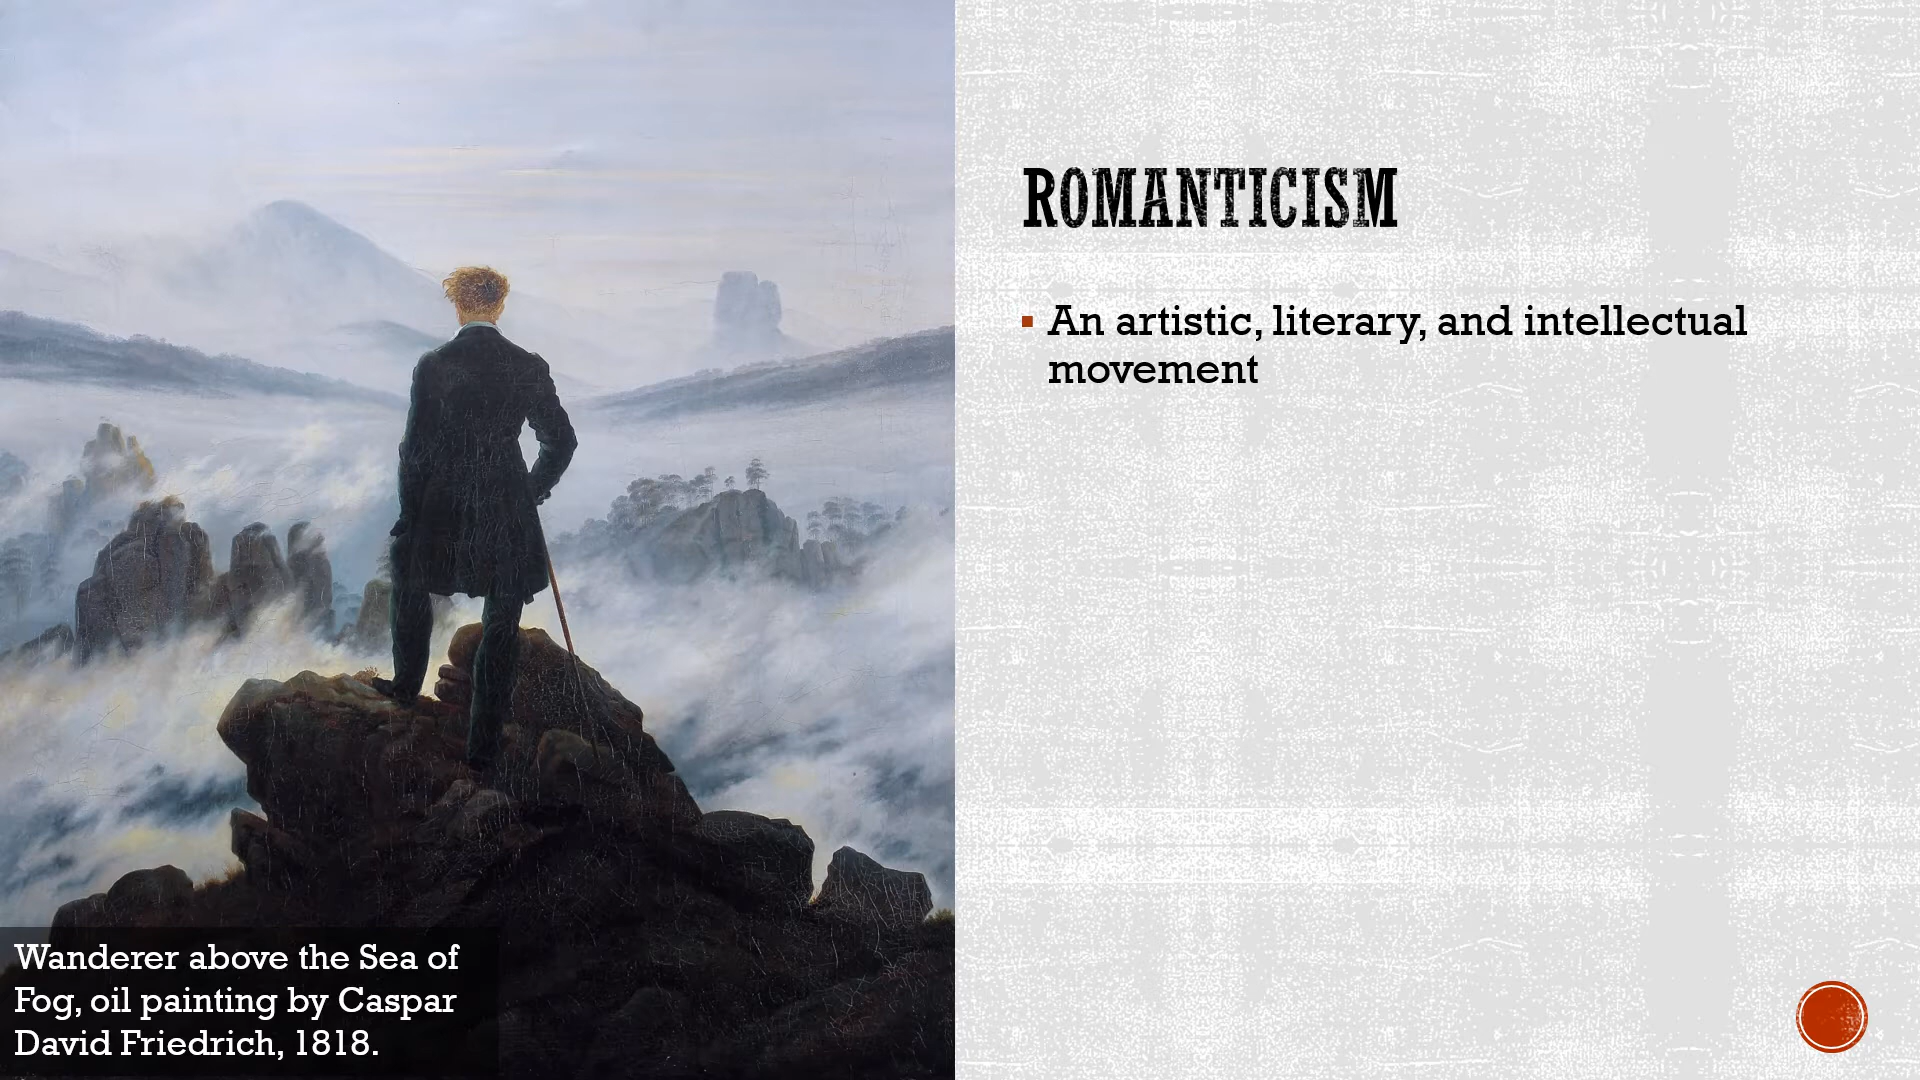 ROMANTICISM
An artistic, literary, and intellectual
movement
Wanderer above the Sea of
Fog, oil painting by Caspar
David Friedrich, 1818.